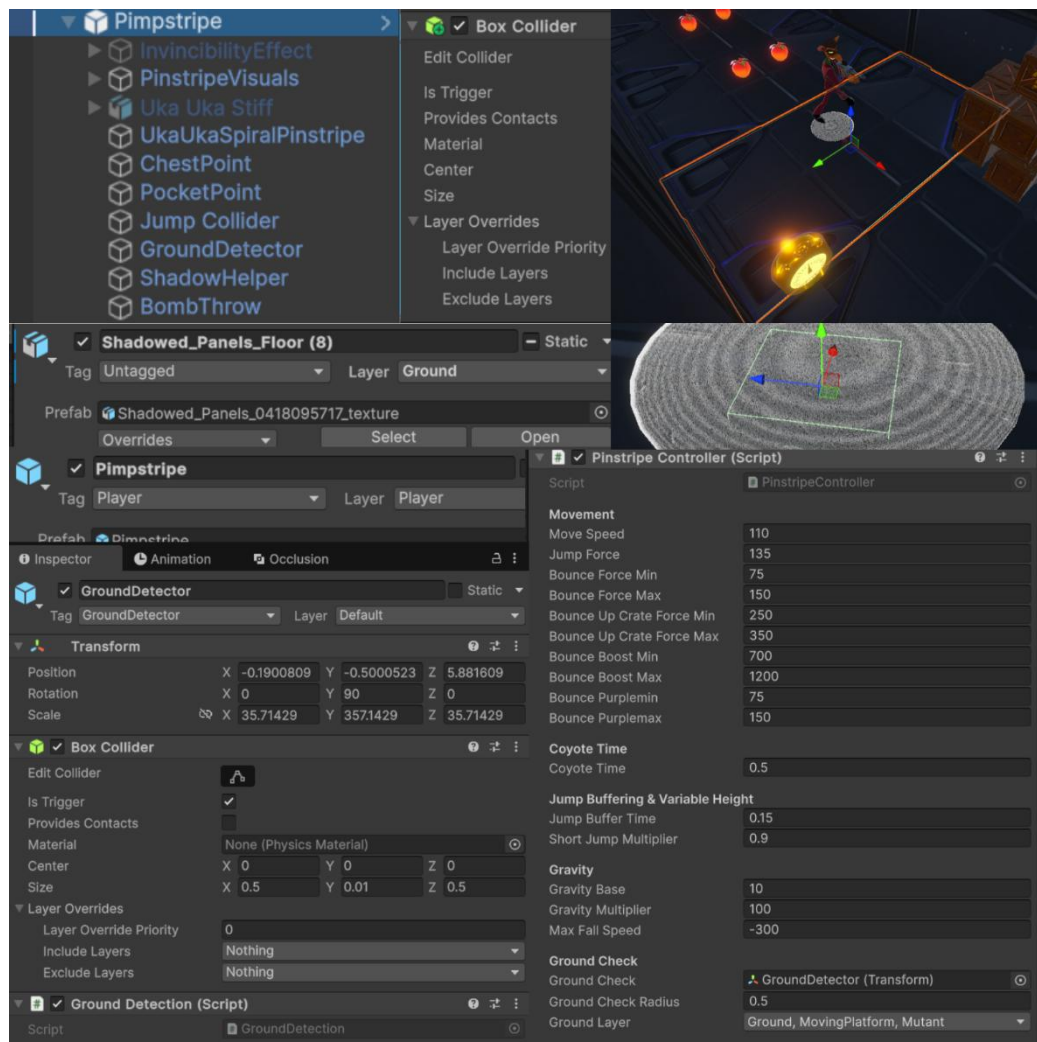 Pimpstripe
InvincibilityEffect
PinstripeVisuals
Uka Uka Stiff
UkaUkaSpiralPinstripe
ChestPoint
PocketPoint
Jump Collider
GroundDetector
ShadowHelper
BombThrow
Box Collider
Edit Collider
Is Trigger
Provides Contacts
Material
Center
Size
Layer Overrides
Layer Override Priority
Include Layers
Exclude Layers
Shadowed_Panels_Floor (8) Static
Tag Untagged Layer Ground
Prefab Shadowed_Panels_0418095717_texture
Overrides Select Open
Pimpstripe
Tag Player Layer Player
Prefab Pimpstripe
Inspector Animation Occlusion
GroundDetector Static
Tag GroundDetector Layer Default
Transform
Position X -0.1900809 Y -0.5000523 Z 5.881609
Rotation X 0 Y 90 Z 0
Scale X 35.71429 Y 357.1429 Z 35.71429
Box Collider
Edit Collider
Is Trigger
Provides Contacts
Material None (Physics Material)
Center X 0 Y 0 Z 0
Size X 0.5 Y 0.01 Z 0.5
Layer Overrides
Layer Override Priority 0
Include Layers Nothing
Exclude Layers Nothing
# Ground Detection (Script)
Script GroundDetection
# Pinstripe Controller (Script)
Script PinstripeController
Movement
Move Speed 110
Jump Force 135
Bounce Force Min 75
Bounce Force Max 150
Bounce Up Crate Force Min 250
Bounce Up Crate Force Max 350
Bounce Boost Min 700
Bounce Boost Max 1200
Bounce Purplemin 75
Bounce Purplemax 150
Coyote Time
Coyote Time 0.5
Jump Buffering & Variable Height
Jump Buffer Time 0.15
Short Jump Multiplier 0.9
Gravity
Gravity Base 10
Gravity Multiplier 100
Max Fall Speed -300
Ground Check
Ground Check GroundDetector (Transform)
Ground Check Radius 0.5
Ground Layer Ground, MovingPlatform, Mutant